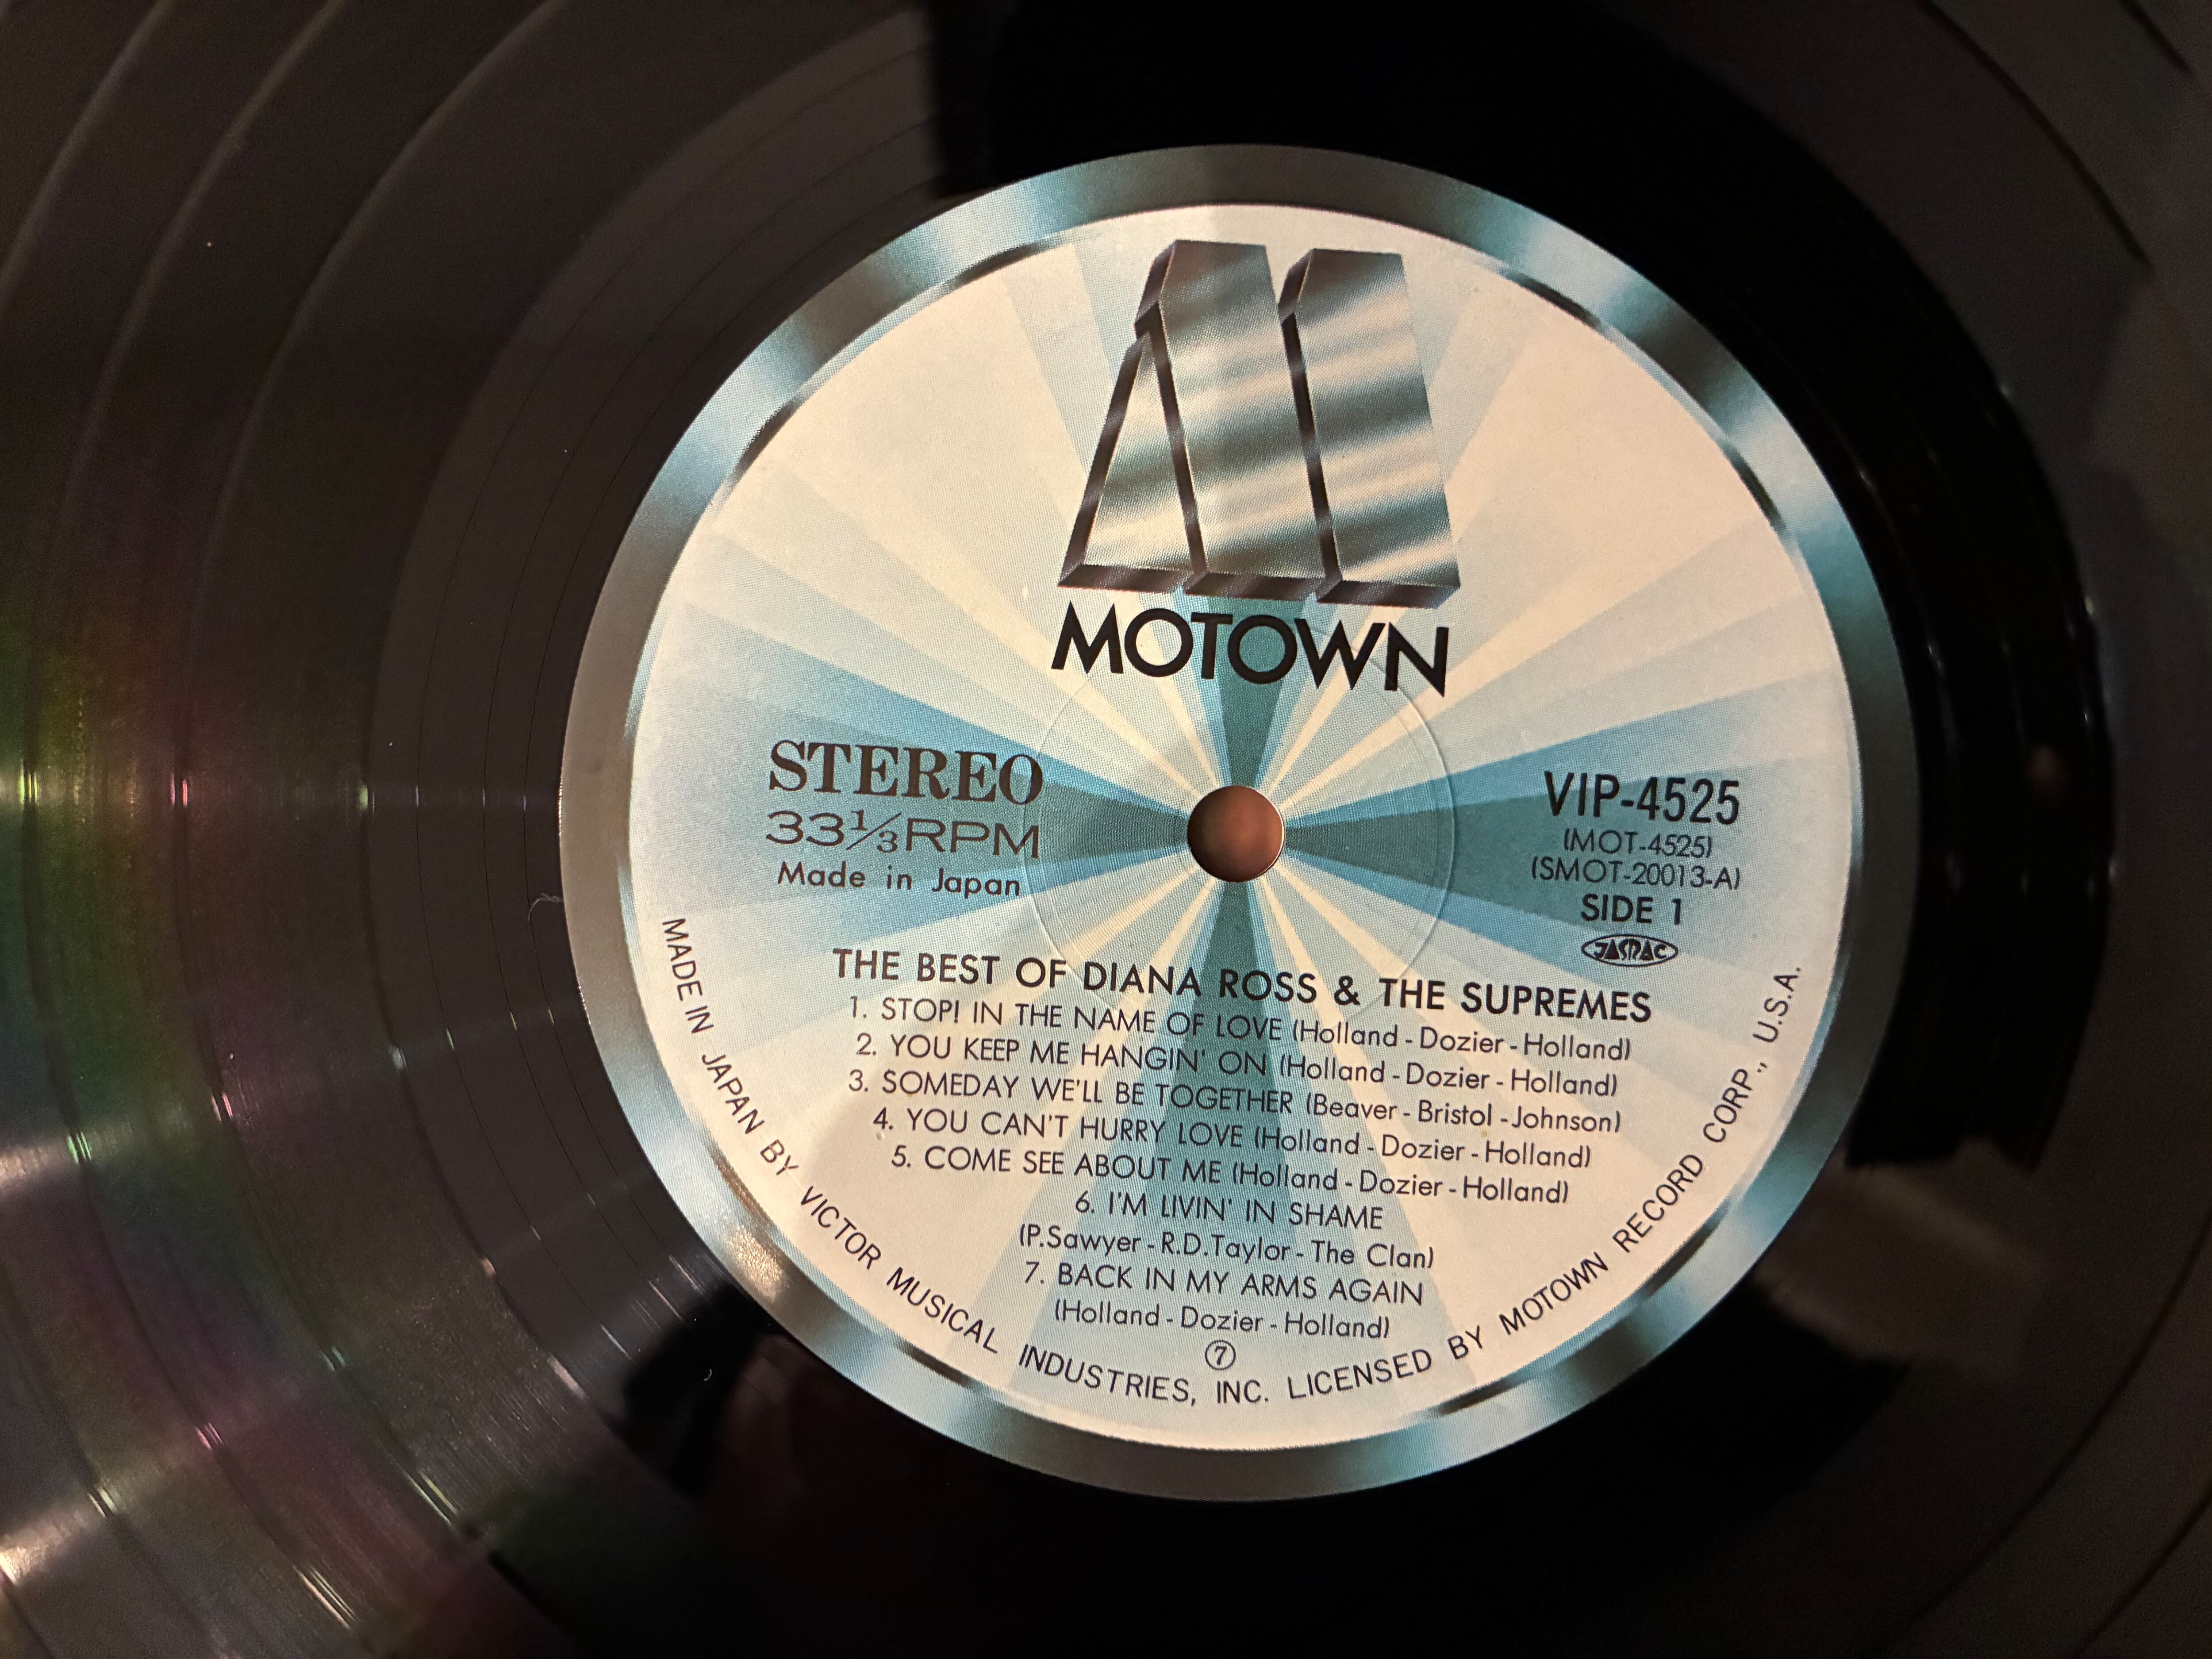 MOTOWN
STEREO
33⅓RPM
Made in Japan
VIP-4525
(MOT-4525)
(SMOT-20013-A)
SIDE 1
JASRAC
THE BEST OF DIANA ROSS & THE SUPREMES
1. STOP! IN THE NAME OF LOVE (Holland-Dozier-Holland)
2. YOU KEEP ME HANGIN' ON (Holland-Dozier-Holland)
3. SOMEDAY WE'LL BE TOGETHER (Beaver-Bristol-Johnson)
4. YOU CAN'T HURRY LOVE (Holland-Dozier-Holland)
5. COME SEE ABOUT ME (Holland-Dozier-Holland)
6. I'M LIVIN' IN SHAME
(P.Sawyer-R.D.Taylor-The Clan)
7. BACK IN MY ARMS AGAIN
(Holland-Dozier-Holland)
⑦
MADE IN JAPAN BY VICTOR MUSICAL INDUSTRIES, INC. LICENSED BY MOTOWN RECORD CORP., U.S.A.